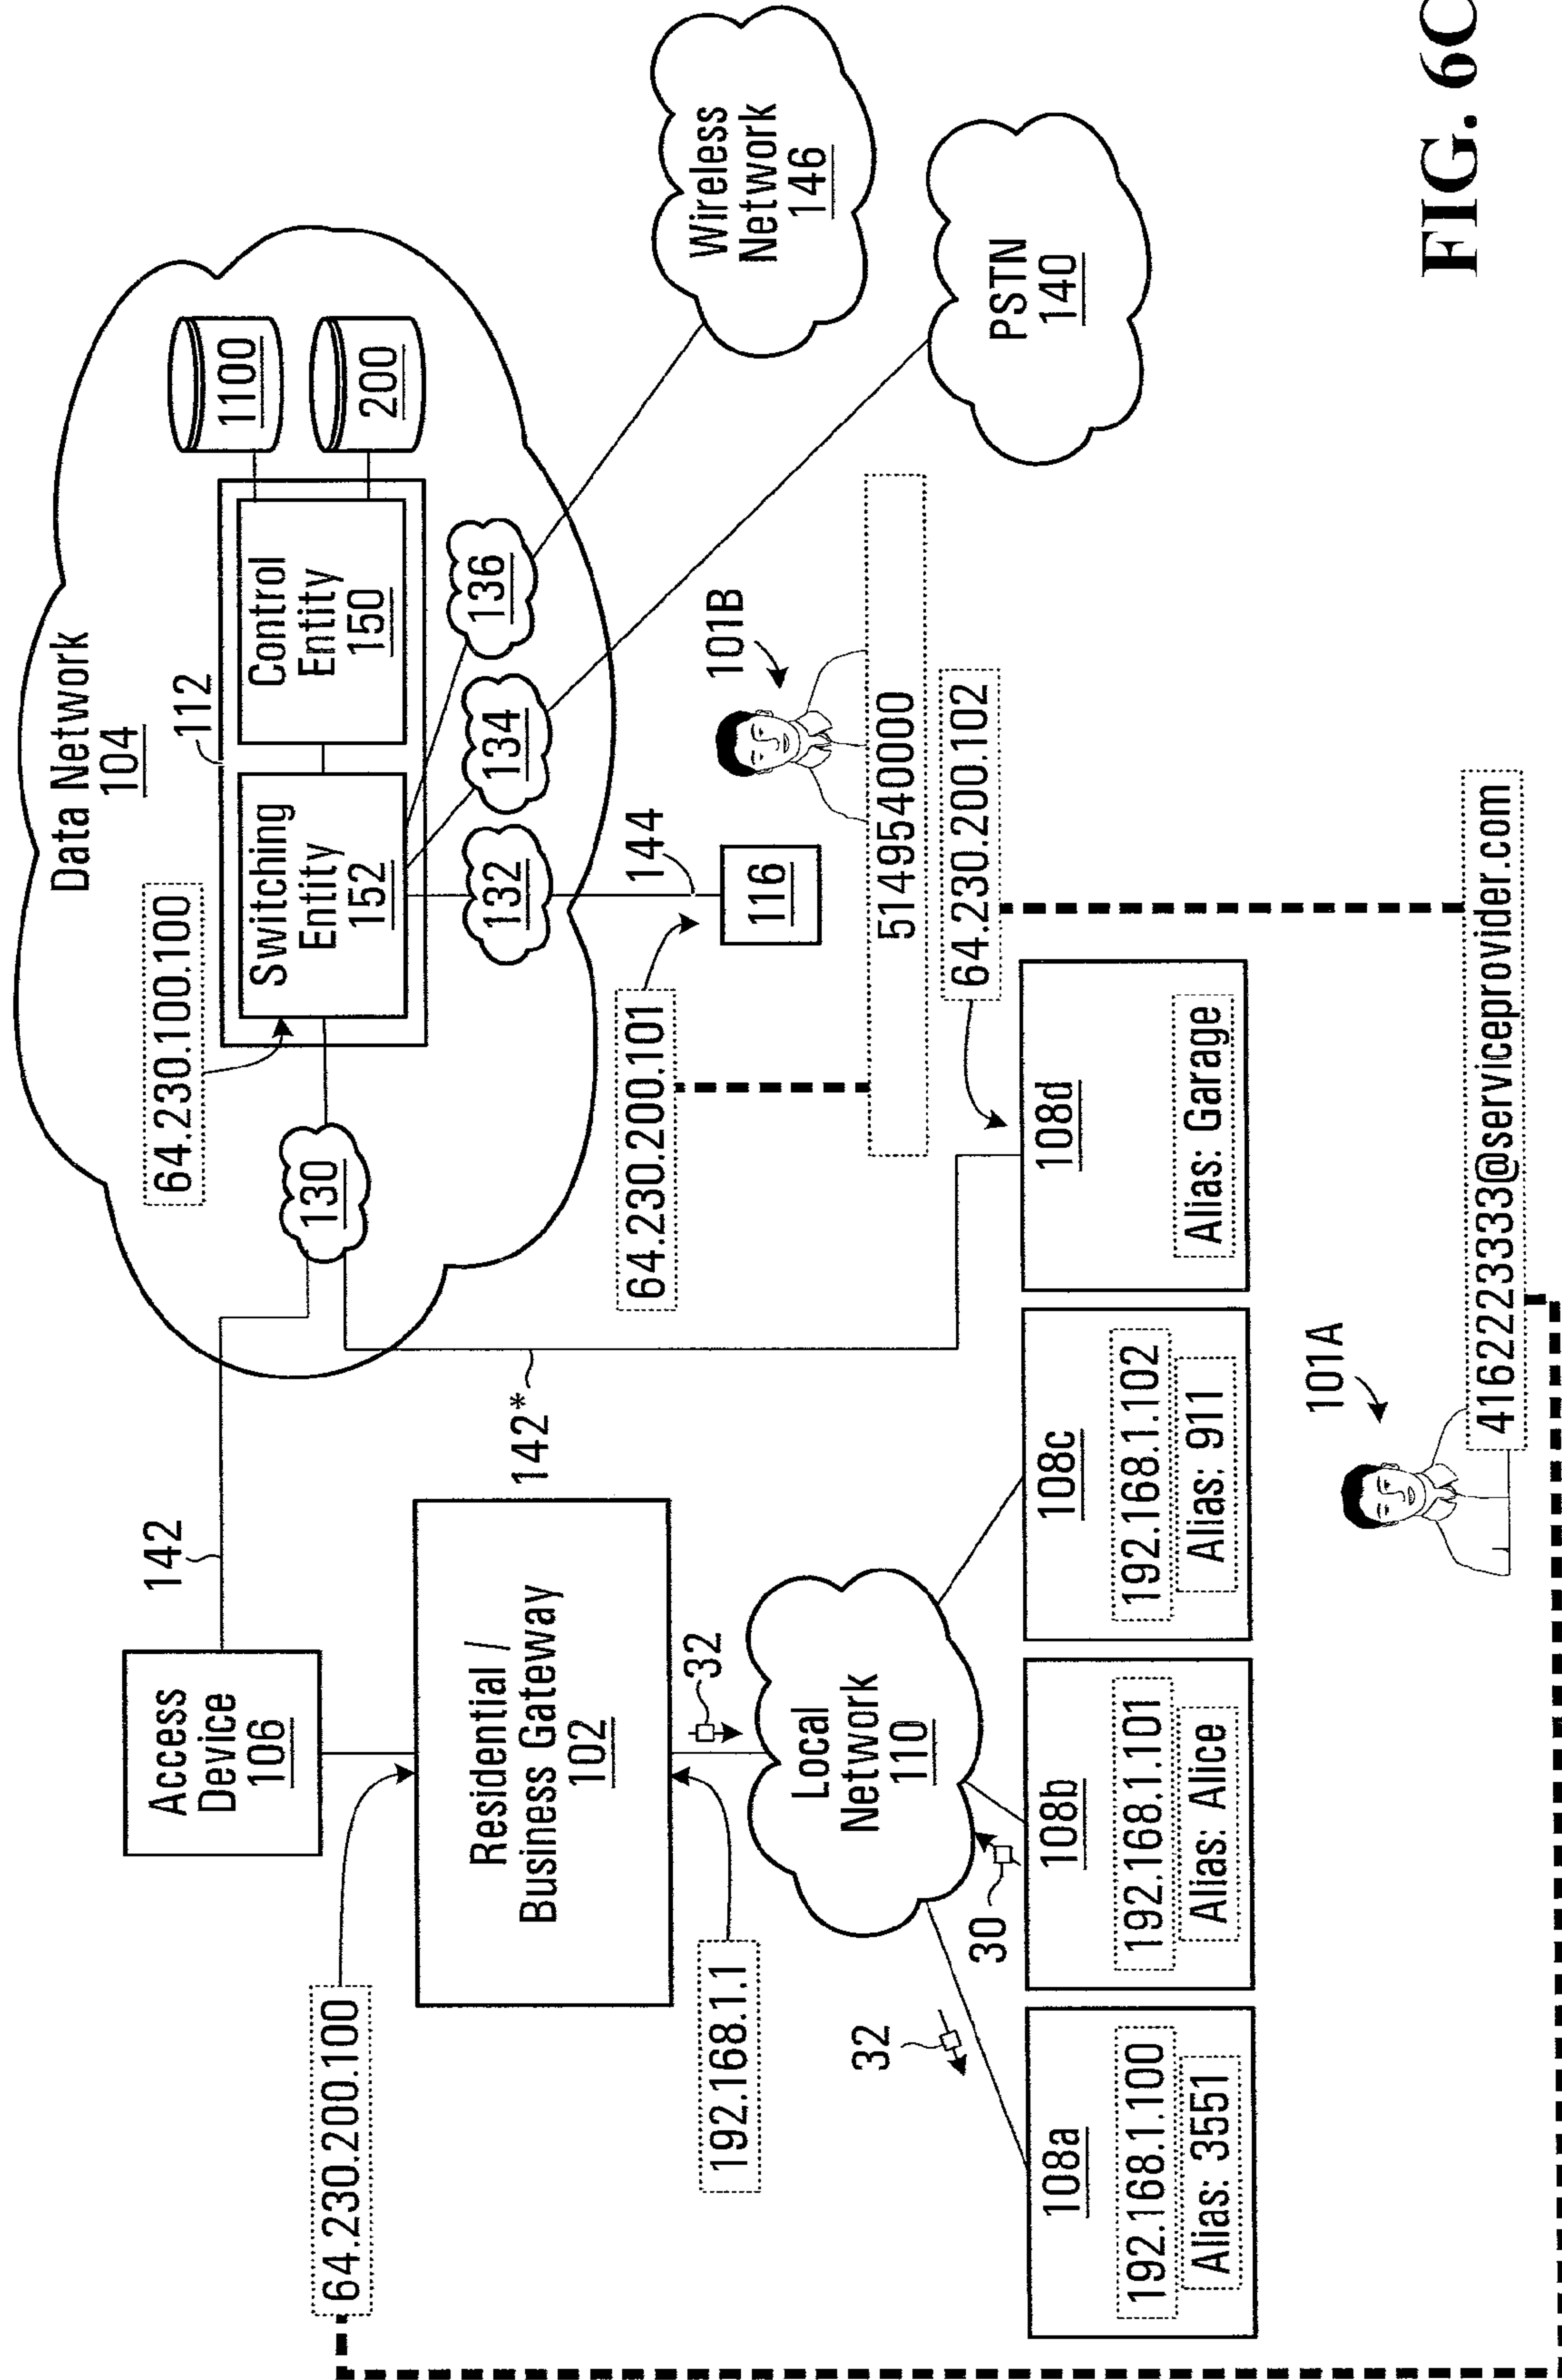 Data Network
104
112
64.230.100.100
Switching
Entity
152
Control
Entity
150
1100
200
130
132
134
136
Wireless
Network
146
PSTN
140
142
142*
144
116
64.230.200.101
101B
5149540000
64.230.200.102
Access
Device
106
64.230.200.100
Residential /
Business Gateway
102
192.168.1.1
32
Local
Network
110
32
30
108a
192.168.1.100
Alias: 3551
108b
192.168.1.101
Alias: Alice
108c
192.168.1.102
Alias: 911
108d
Alias: Garage
101A
4162223333@serviceprovider.com
FIG. 6C